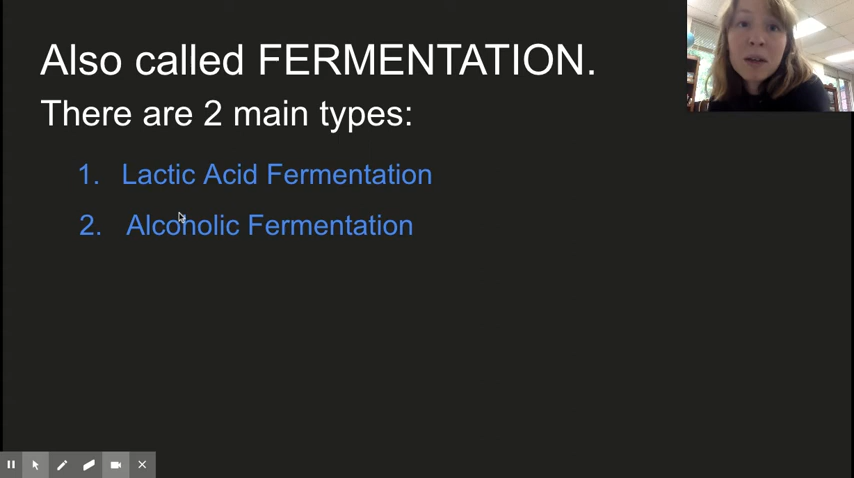 Also called FERMENTATION.
There are 2 main types:
1. Lactic Acid Fermentation
2. Alcoholic Fermentation